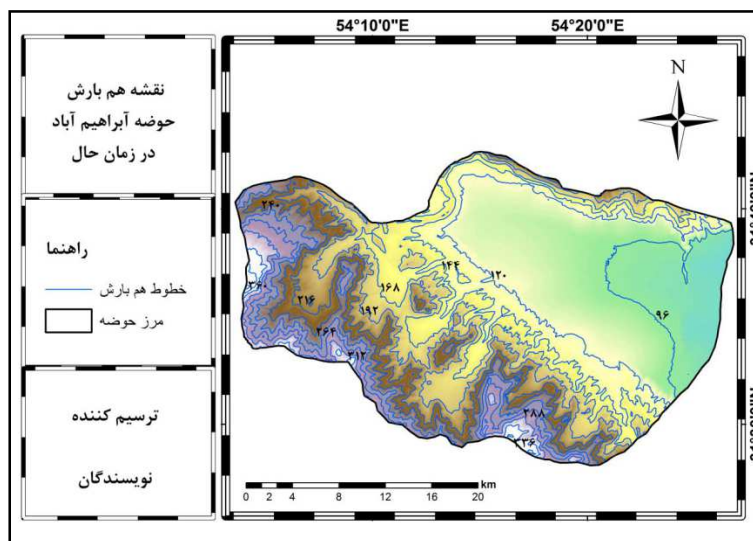 نقشه هم بارش
حوضه آبراهیم آباد
در زمان حال
راهنما
خطوط هم بارش
مرز حوضه
ترسیم کننده
نویسندگان
54°10'0"E
54°20'0"E
N
۲۴۰
۳۶۰
۲۱۶
۲۶۴
۳۱۲
۱۹۲
۱۶۸
۱۴۴
۱۲۰
۹۶
۲۸۸
۳۳۶
km
0 2 4 8 12 16 20